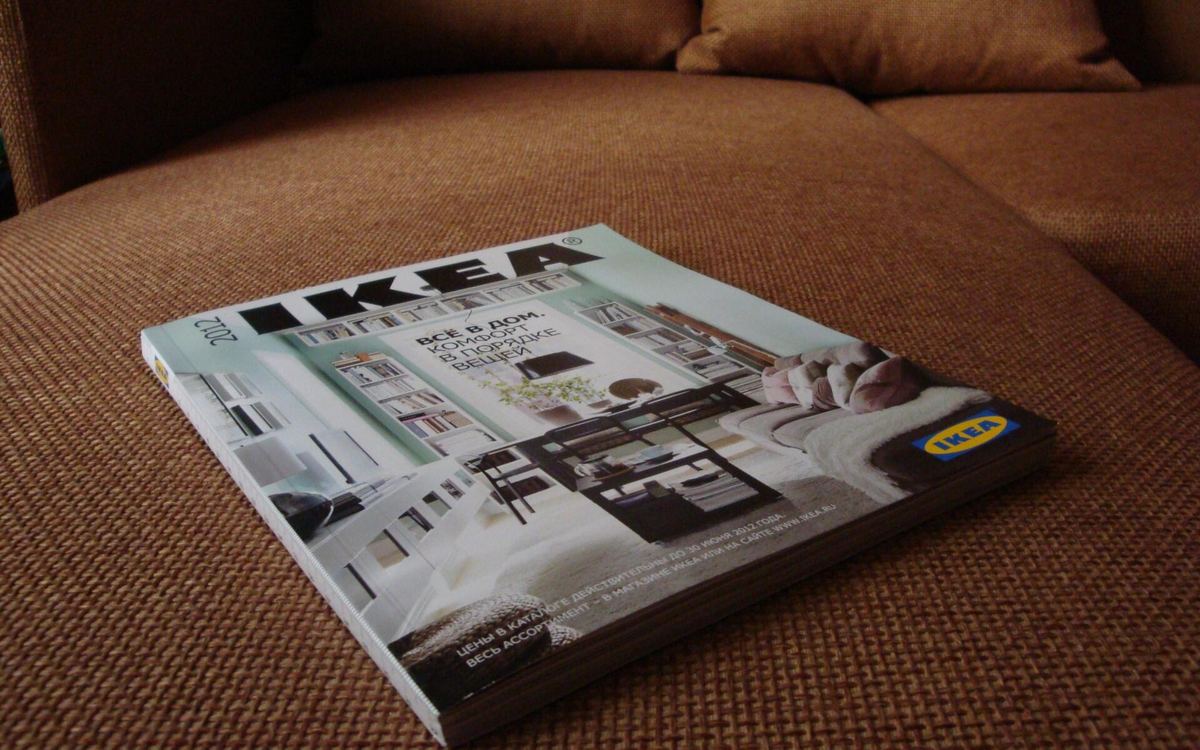 IKEA®
2012
ВСЁ В ДОМ.
КОМФОРТ
В ПОРЯДКЕ
ВЕЩЕЙ
IKEA
ЦЕНЫ В КАТАЛОГЕ ДЕЙСТВИТЕЛЬНЫ ДО 30 ИЮНЯ 2012 ГОДА.
ВЕСЬ АССОРТИМЕНТ – В МАГАЗИНЕ ИКЕА ИЛИ НА САЙТЕ WWW.IKEA.RU